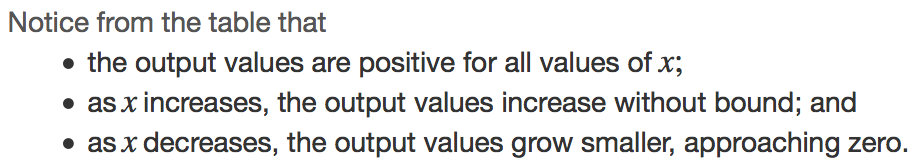 Notice from the table that
• the output values are positive for all values of x;
• as x increases, the output values increase without bound; and
• as x decreases, the output values grow smaller, approaching zero.